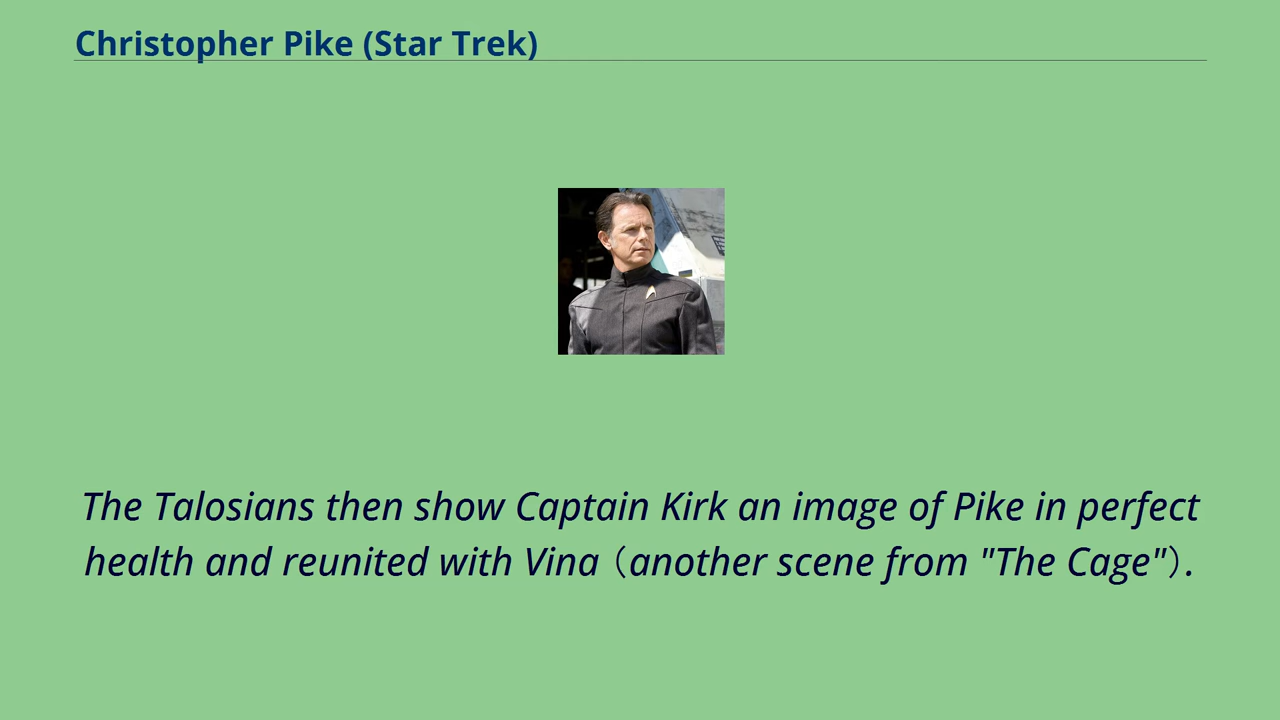 Christopher Pike (Star Trek)
The Talosians then show Captain Kirk an image of Pike in perfect
health and reunited with Vina（another scene from "The Cage"）.